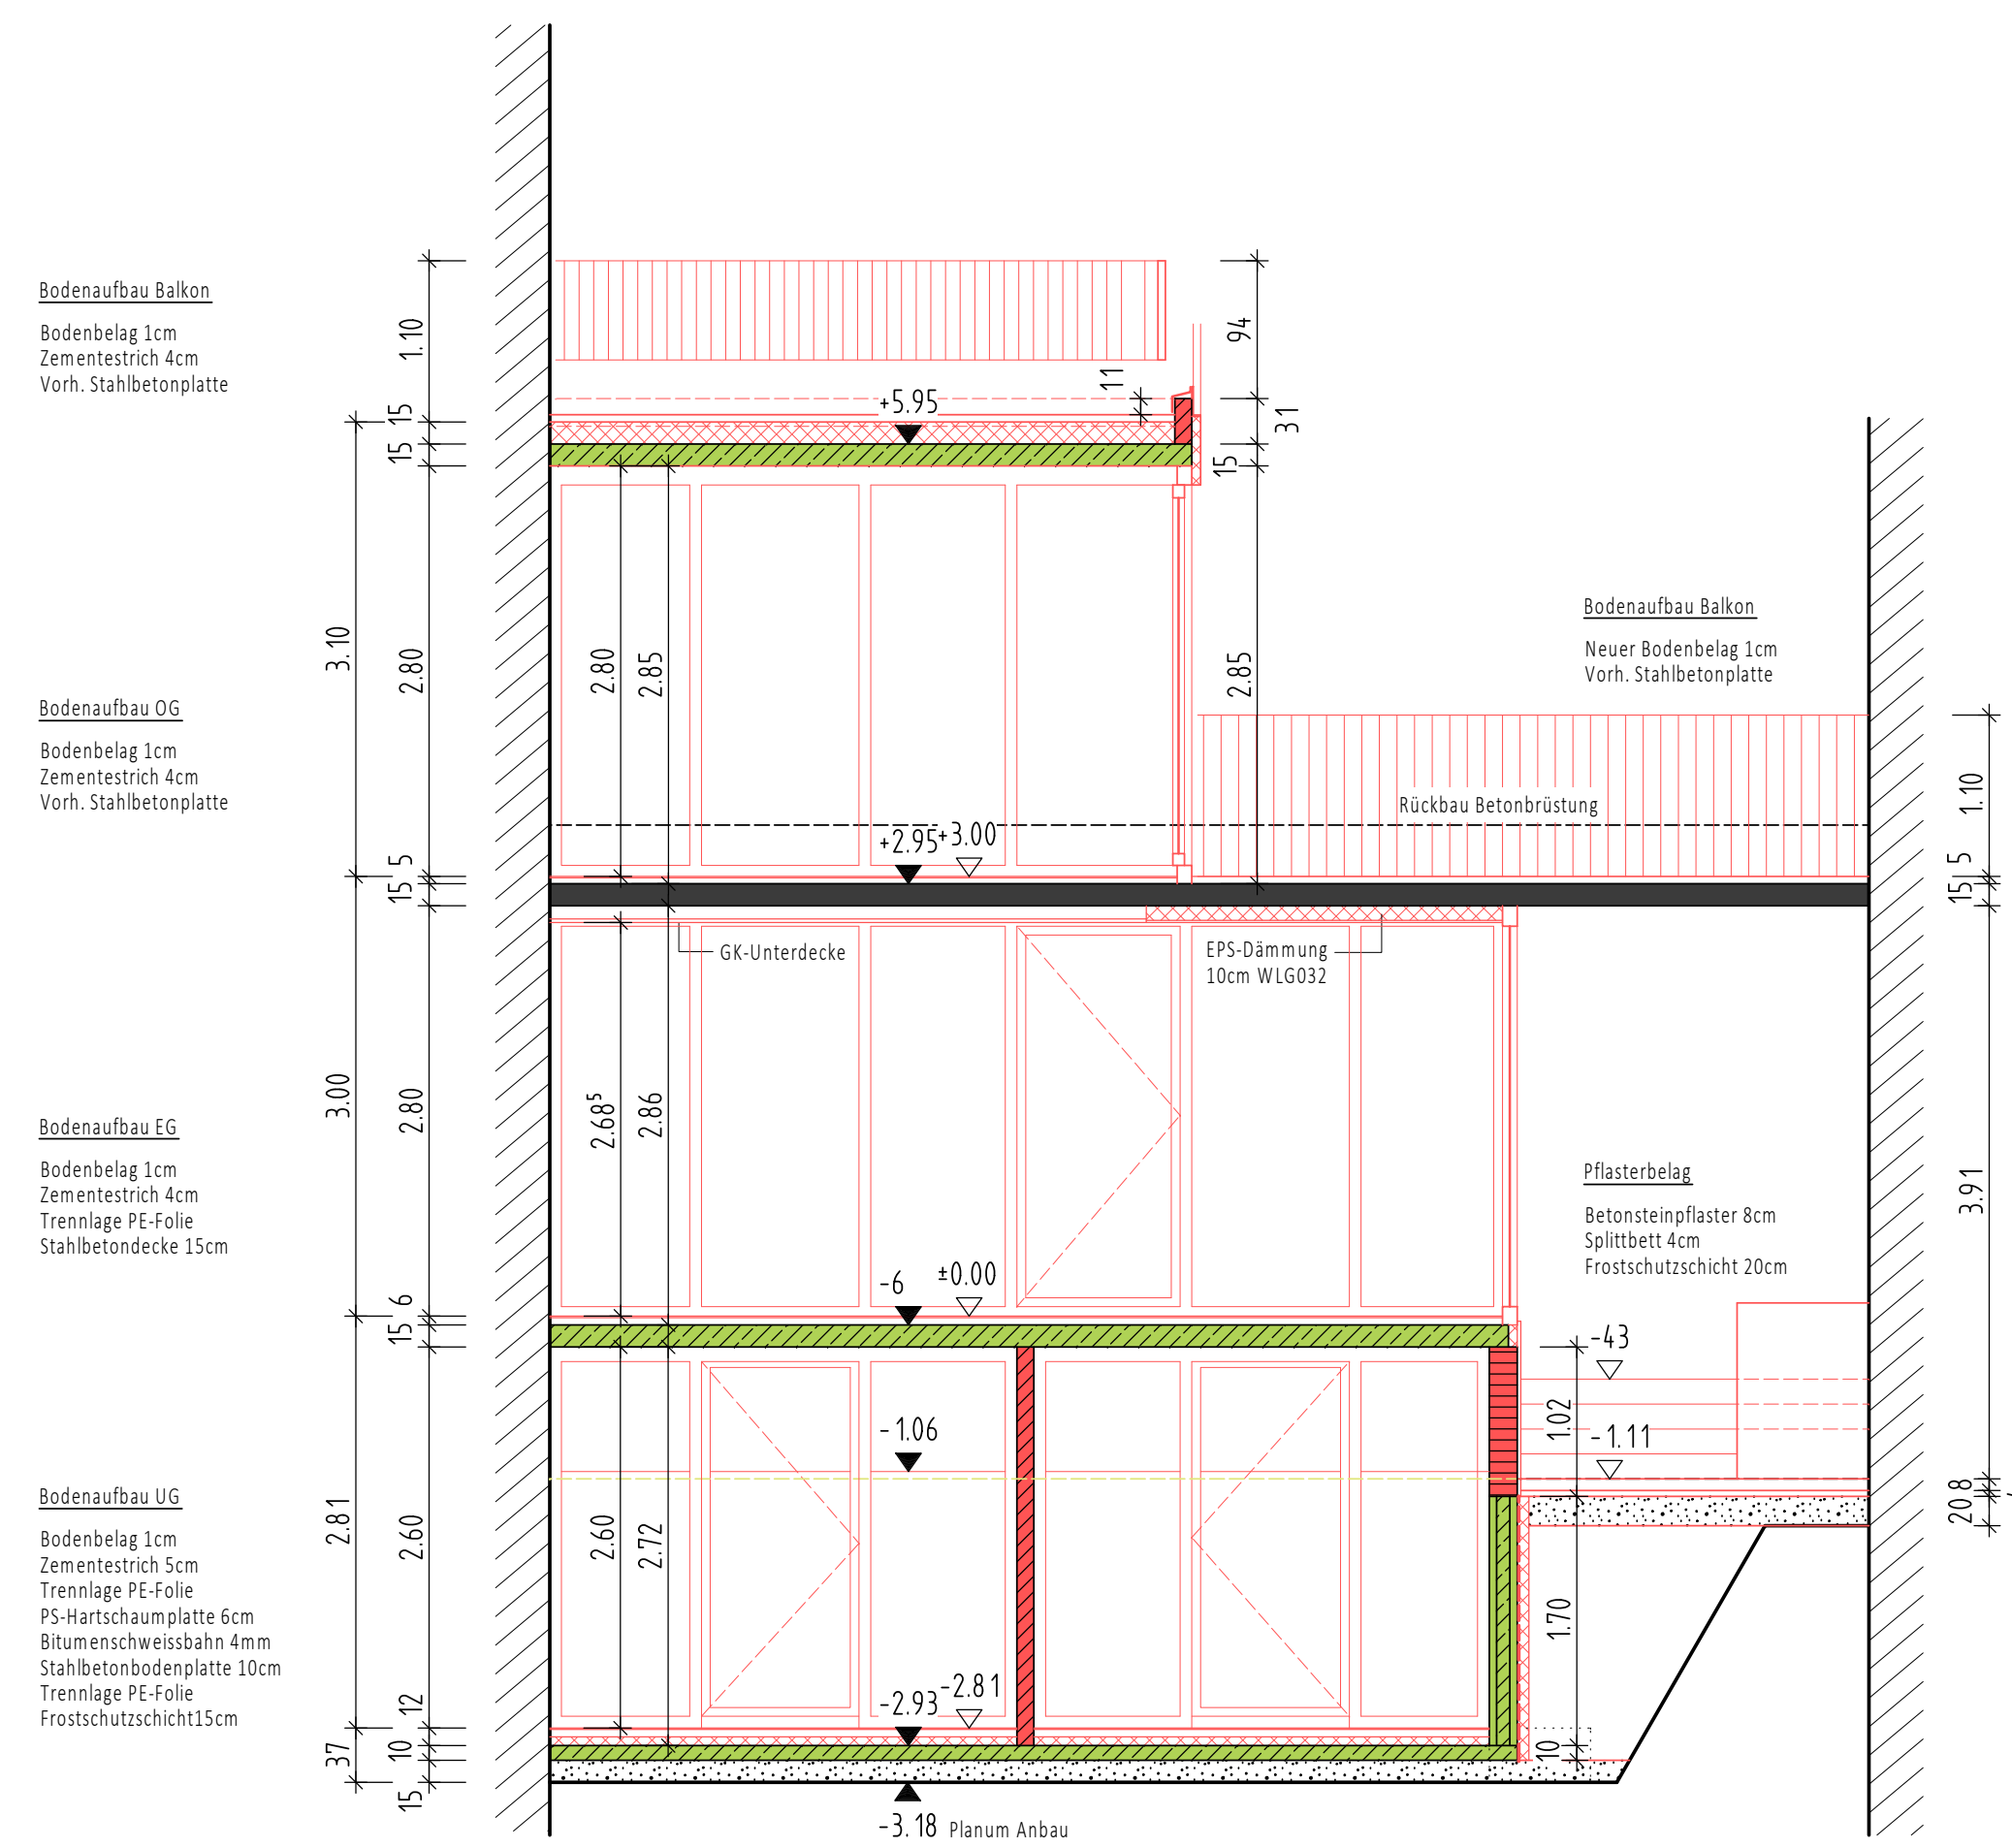 Bodenaufbau Balkon
Bodenbelag 1cm
Zementestrich 4cm
Vorh. Stahlbetonplatte
Bodenaufbau OG
Bodenbelag 1cm
Zementestrich 4cm
Vorh. Stahlbetonplatte
Bodenaufbau EG
Bodenbelag 1cm
Zementestrich 4cm
Trennlage PE-Folie
Stahlbetondecke 15cm
Bodenaufbau UG
Bodenbelag 1cm
Zementestrich 5cm
Trennlage PE-Folie
PS-Hartschaumplatte 6cm
Bitumenschweissbahn 4mm
Stahlbetonbodenplatte 10cm
Trennlage PE-Folie
Frostschutzschicht15cm
3.10
3.00
2.81
37
1.10
15
15
2.80
5
15
2.80
6
15
2.60
12
10
15
2.80
2.85
2.68⁵
2.86
2.60
2.72
+5.95
11
94
31
15
2.85
+2.95
+3.00
GK-Unterdecke
EPS-Dämmung
10cm WLG032
-6
±0.00
-1.06
-2.93
-2.81
-3.18 Planum Anbau
Bodenaufbau Balkon
Neuer Bodenbelag 1cm
Vorh. Stahlbetonplatte
Rückbau Betonbrüstung
Pflasterbelag
Betonsteinpflaster 8cm
Splittbett 4cm
Frostschutzschicht 20cm
-43
-1.11
1.02
1.70
10
1.10
5
15
3.91
8
20